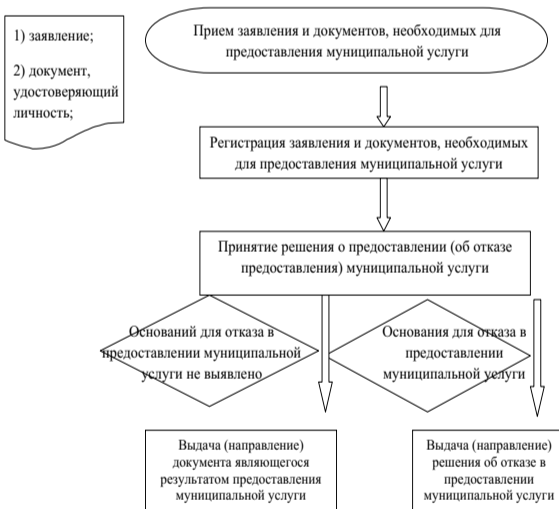 1) заявление;
2) документ,
удостоверяющий
личность;
Прием заявления и документов, необходимых для
предоставления муниципальной услуги
Регистрация заявления и документов, необходимых
для предоставления муниципальной услуги
Принятие решения о предоставлении (об отказе
предоставления) муниципальной услуги
Оснований для отказа в
предоставлении муниципальной
услуги не выявлено
Основания для отказа в
предоставлении
муниципальной услуги
Выдача (направление)
документа являющегося
результатом предоставления
муниципальной услуги
Выдача (направление)
решения об отказе в
предоставлении
муниципальной услуги